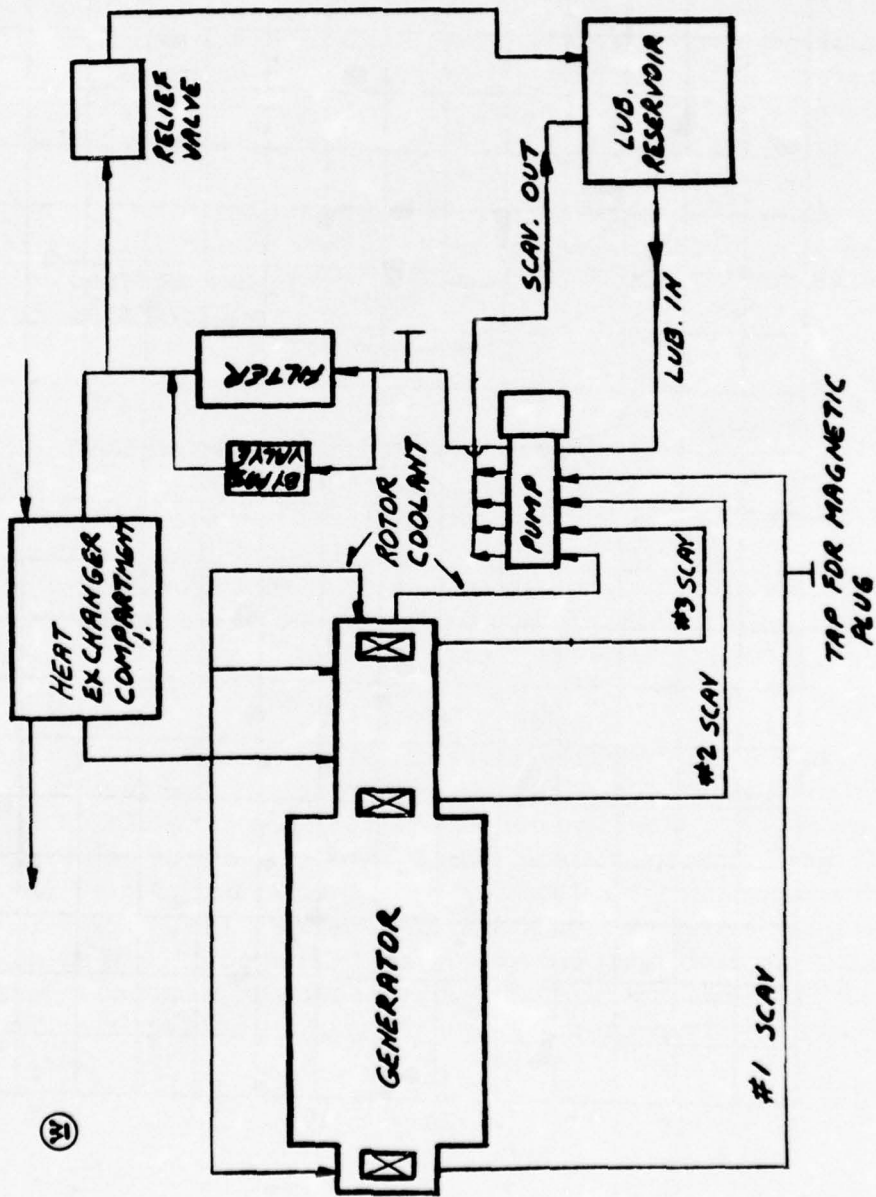 RELIEF
VALVE
LUB.
RESERVOIR
SCAV. OUT
LUB. IN
FILTER
BYPASS
VALVE
HEAT
EXCHANGER
COMPARTMENT
ROTOR
COOLANT
PUMP
#3 SCAV
#2 SCAV
#1 SCAV
TAP FOR MAGNETIC
PLUG
GENERATOR
W